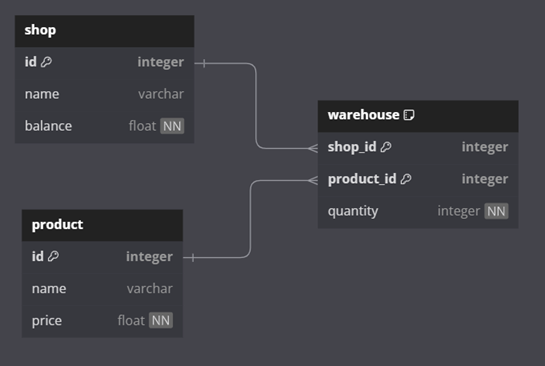 shop
id integer
name varchar
balance float NN
warehouse
shop_id integer
product_id integer
quantity integer NN
product
id integer
name varchar
price float NN